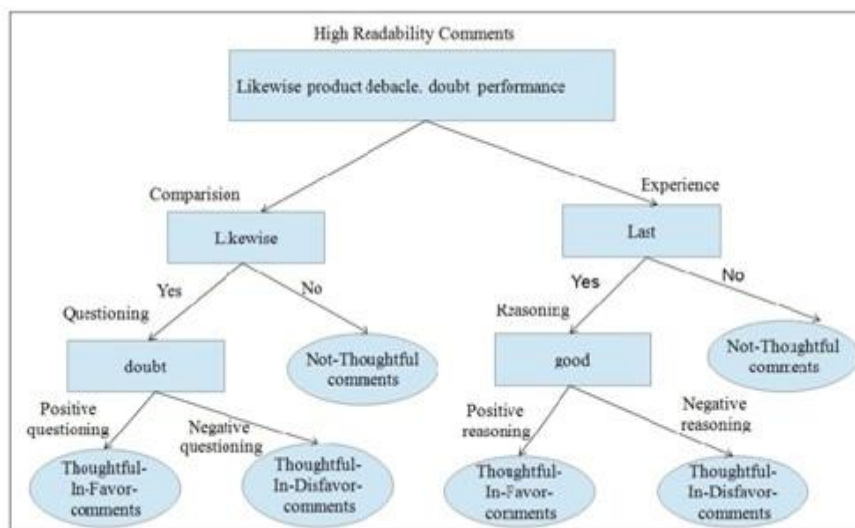 High Readability Comments
Likewise product debacle, doubt performance
Comparision
Experience
Likewise
Last
Yes
No
Yes
No
Questioning
Reasoning
doubt
Not-Thoughtful
comments
good
Not-Thoughtful
comments
Positive
questioning
Negative
questioning
Positive
reasoning
Negative
reasoning
Thoughtful-
In-Favor-
comments
Thoughtful-
In-Disfavor-
comments
Thoughtful-
In-Favor-
comments
Thoughtful-
In-Disfavor-
comments